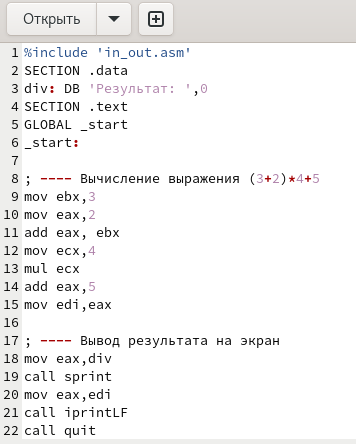 Открыть
1 %include 'in_out.asm'
2 SECTION .data
3 div: DB 'Результат: ',0
4 SECTION .text
5 GLOBAL _start
6 _start:
7
8 ; ---- Вычисление выражения (3+2)*4+5
9 mov ebx,3
10 mov eax,2
11 add eax, ebx
12 mov ecx,4
13 mul ecx
14 add eax,5
15 mov edi,eax
16
17 ; ---- Вывод результата на экран
18 mov eax,div
19 call sprint
20 mov eax,edi
21 call iprintLF
22 call quit